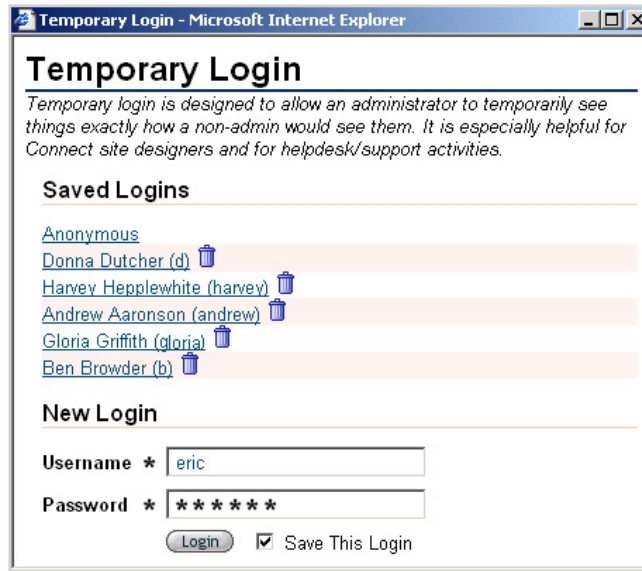 Temporary Login - Microsoft Internet Explorer
Temporary Login
Temporary login is designed to allow an administrator to temporarily see
things exactly how a non-admin would see them. It is especially helpful for
Connect site designers and for helpdesk/support activities.
Saved Logins
Anonymous
Donna Dutcher (d)
Harvey Hepplewhite (harvey)
Andrew Aaronson (andrew)
Gloria Griffith (gloria)
Ben Browder (b)
New Login
Username * eric
Password * ******
Login Save This Login